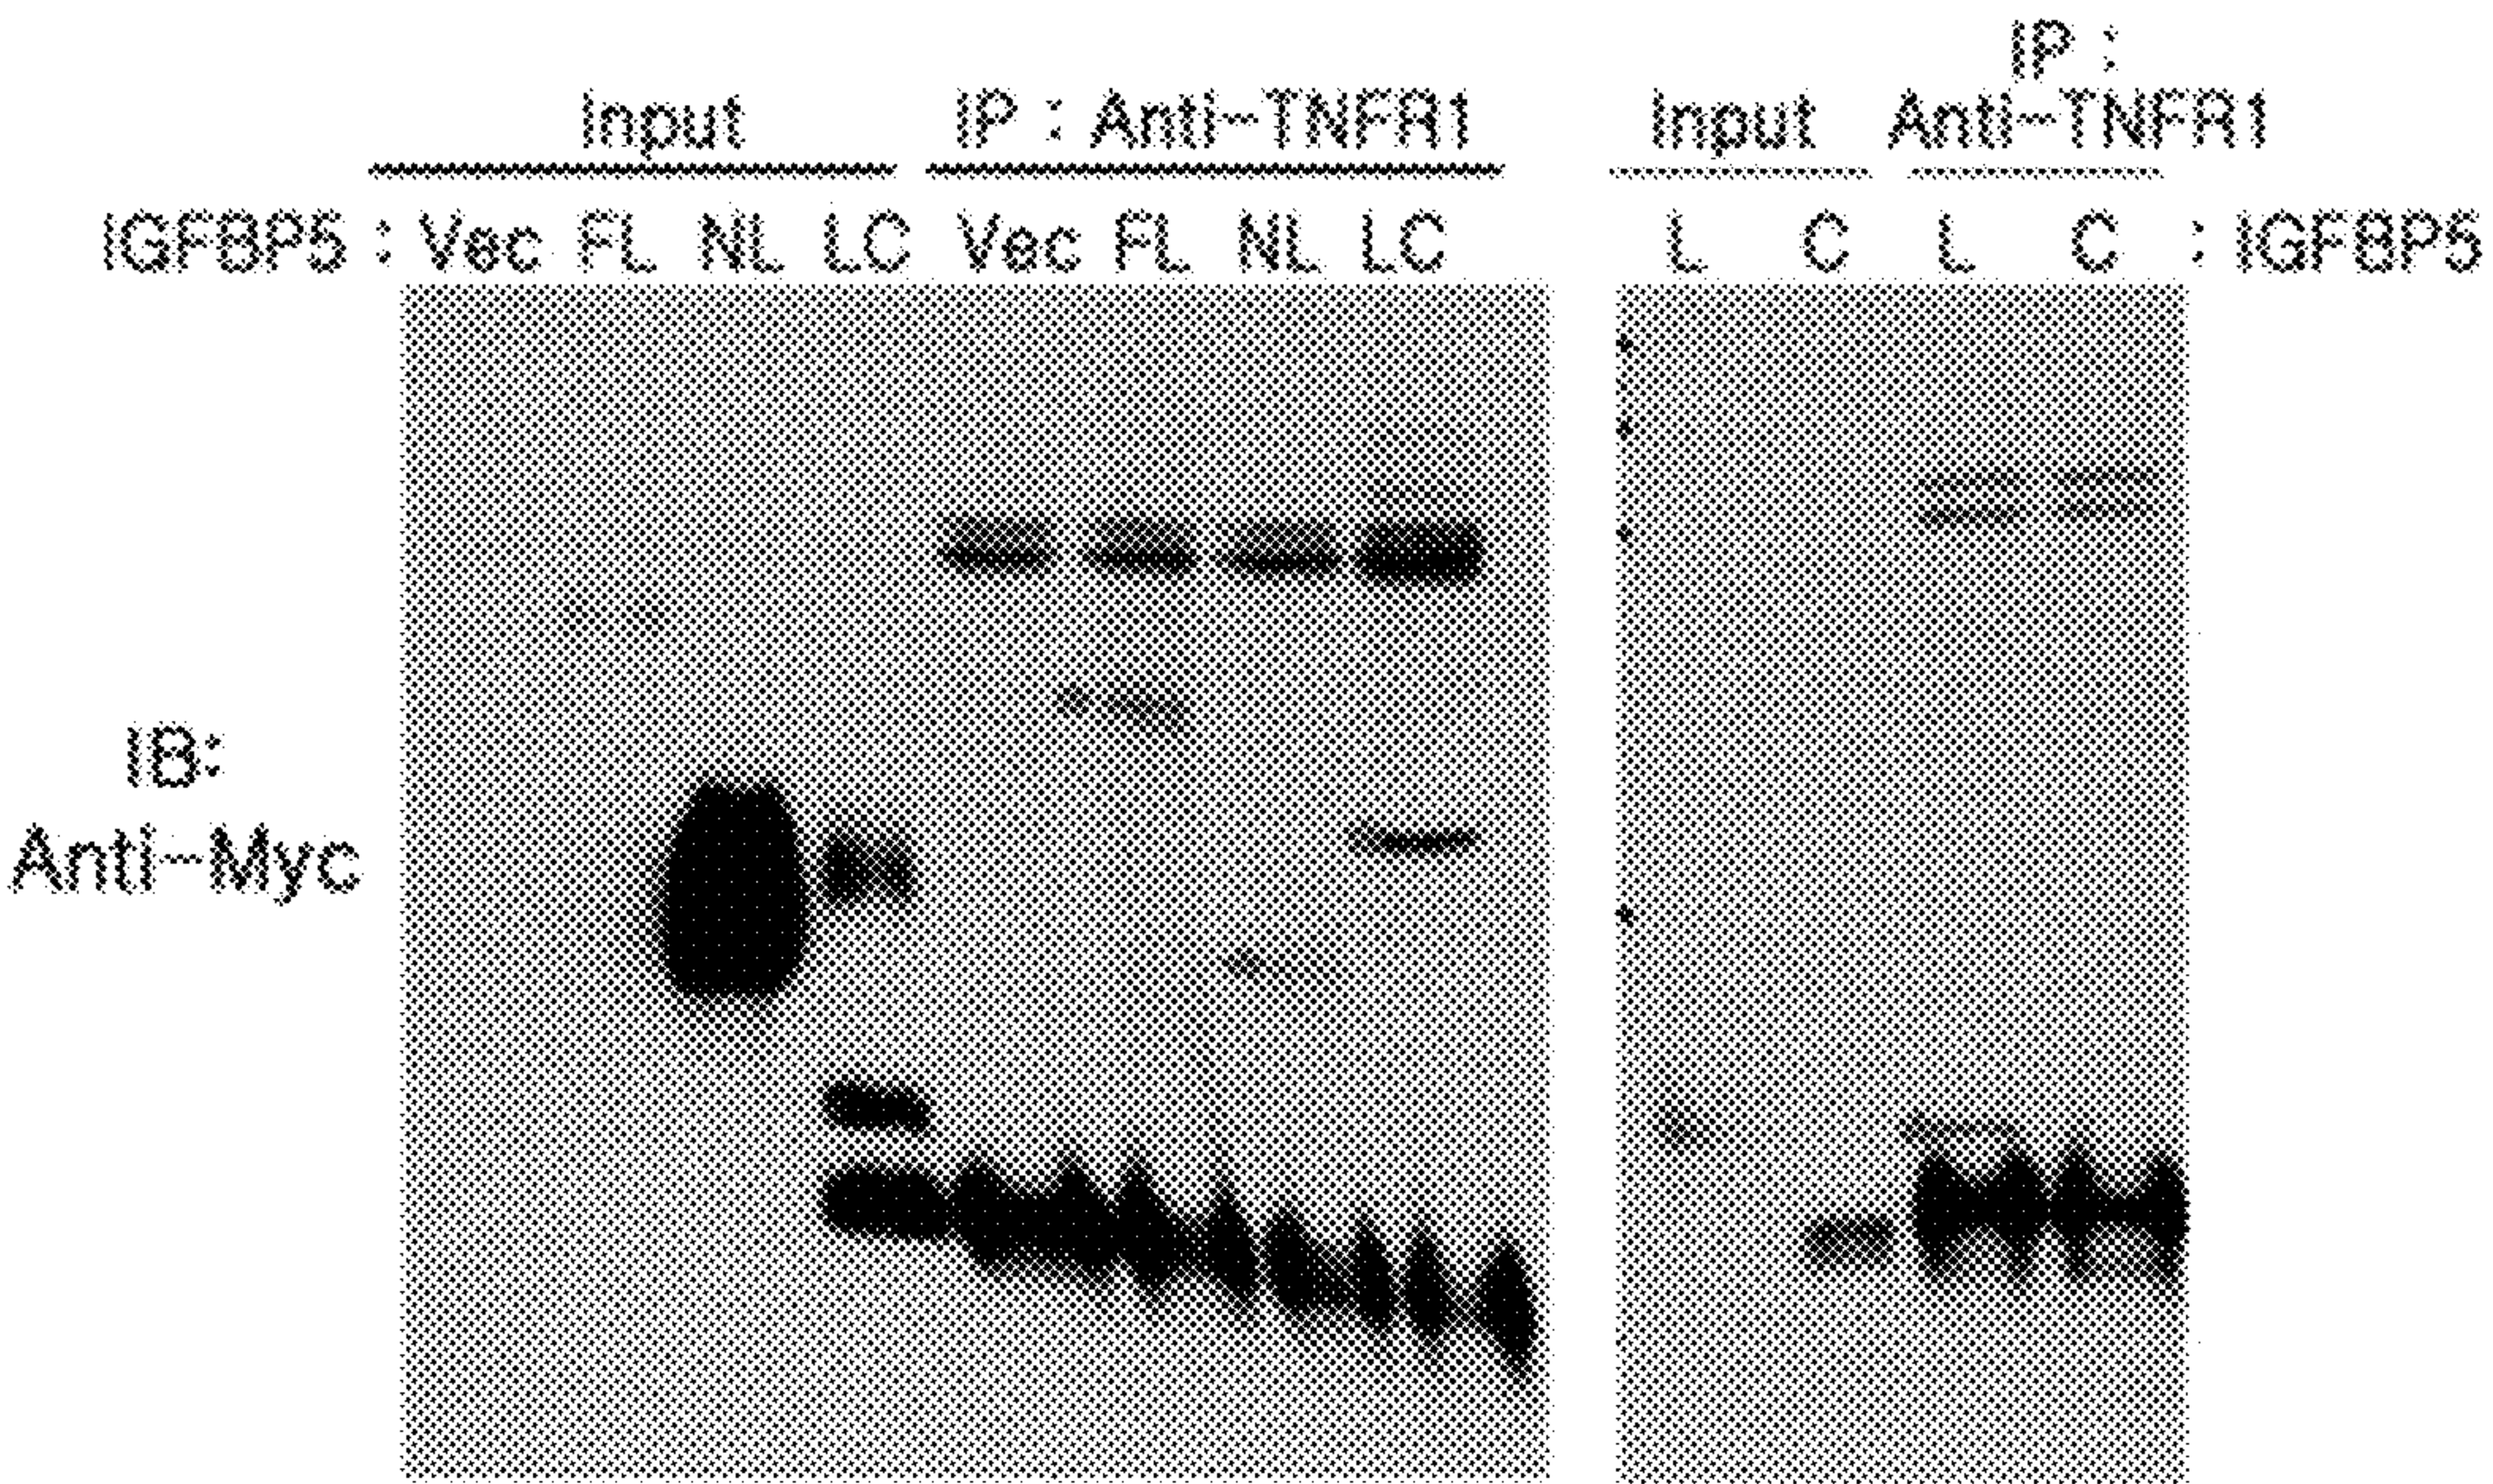 IP :
Input IP : Anti-TNFR1 Input Anti-TNFR1
IGFBP5 : Vec FL NL LC Vec FL NL LC L C L C : IGFBP5
IB:
Anti-Myc